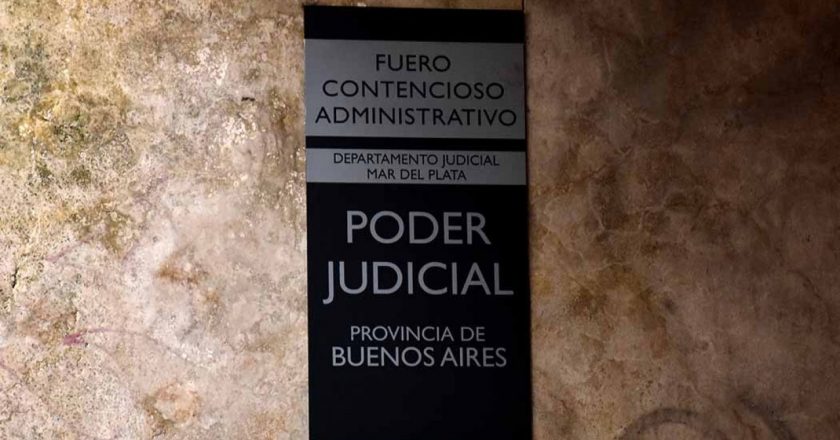 FUERO
CONTENCIOSO
ADMINISTRATIVO
DEPARTAMENTO JUDICIAL
MAR DEL PLATA
PODER
JUDICIAL
PROVINCIA DE
BUENOS AIRES